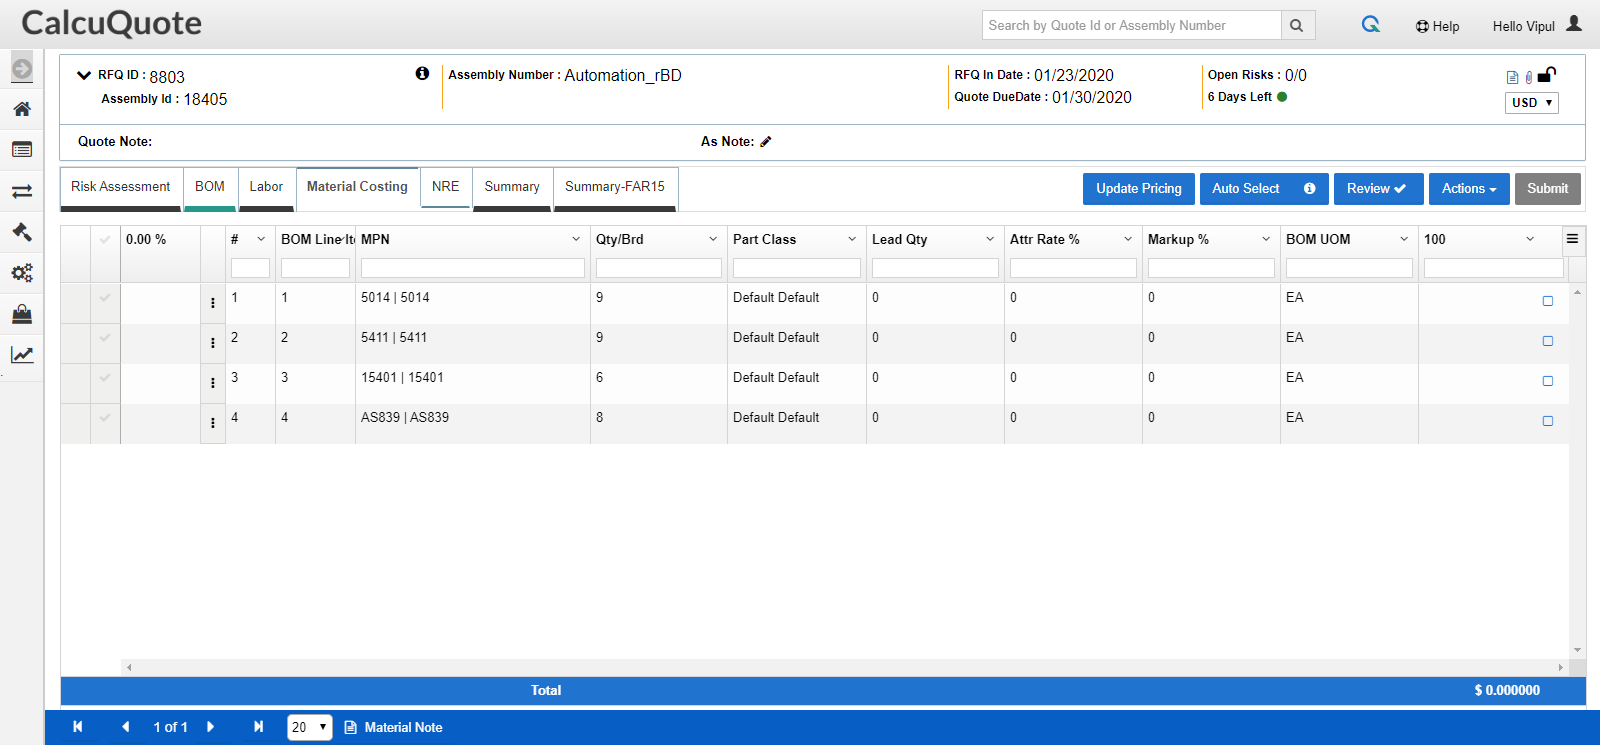 CalcuQuote
Search by Quote Id or Assembly Number
Help
Hello Vipul
RFQ ID : 8803
Assembly Id : 18405
Assembly Number : Automation_rBD
RFQ In Date : 01/23/2020
Quote DueDate : 01/30/2020
Open Risks : 0/0
6 Days Left
USD
Quote Note:
As Note:
Risk Assessment BOM Labor Material Costing NRE Summary Summary-FAR15
Update Pricing Auto Select Review Actions Submit
0.00 % # BOM Line Ite MPN Qty/Brd Part Class Lead Qty Attr Rate % Markup % BOM UOM 100
1 1 5014 | 5014 9 Default Default 0 0 0 EA
2 2 5411 | 5411 9 Default Default 0 0 0 EA
3 3 15401 | 15401 6 Default Default 0 0 0 EA
4 4 AS839 | AS839 8 Default Default 0 0 0 EA
Total $ 0.000000
1 of 1 20 Material Note